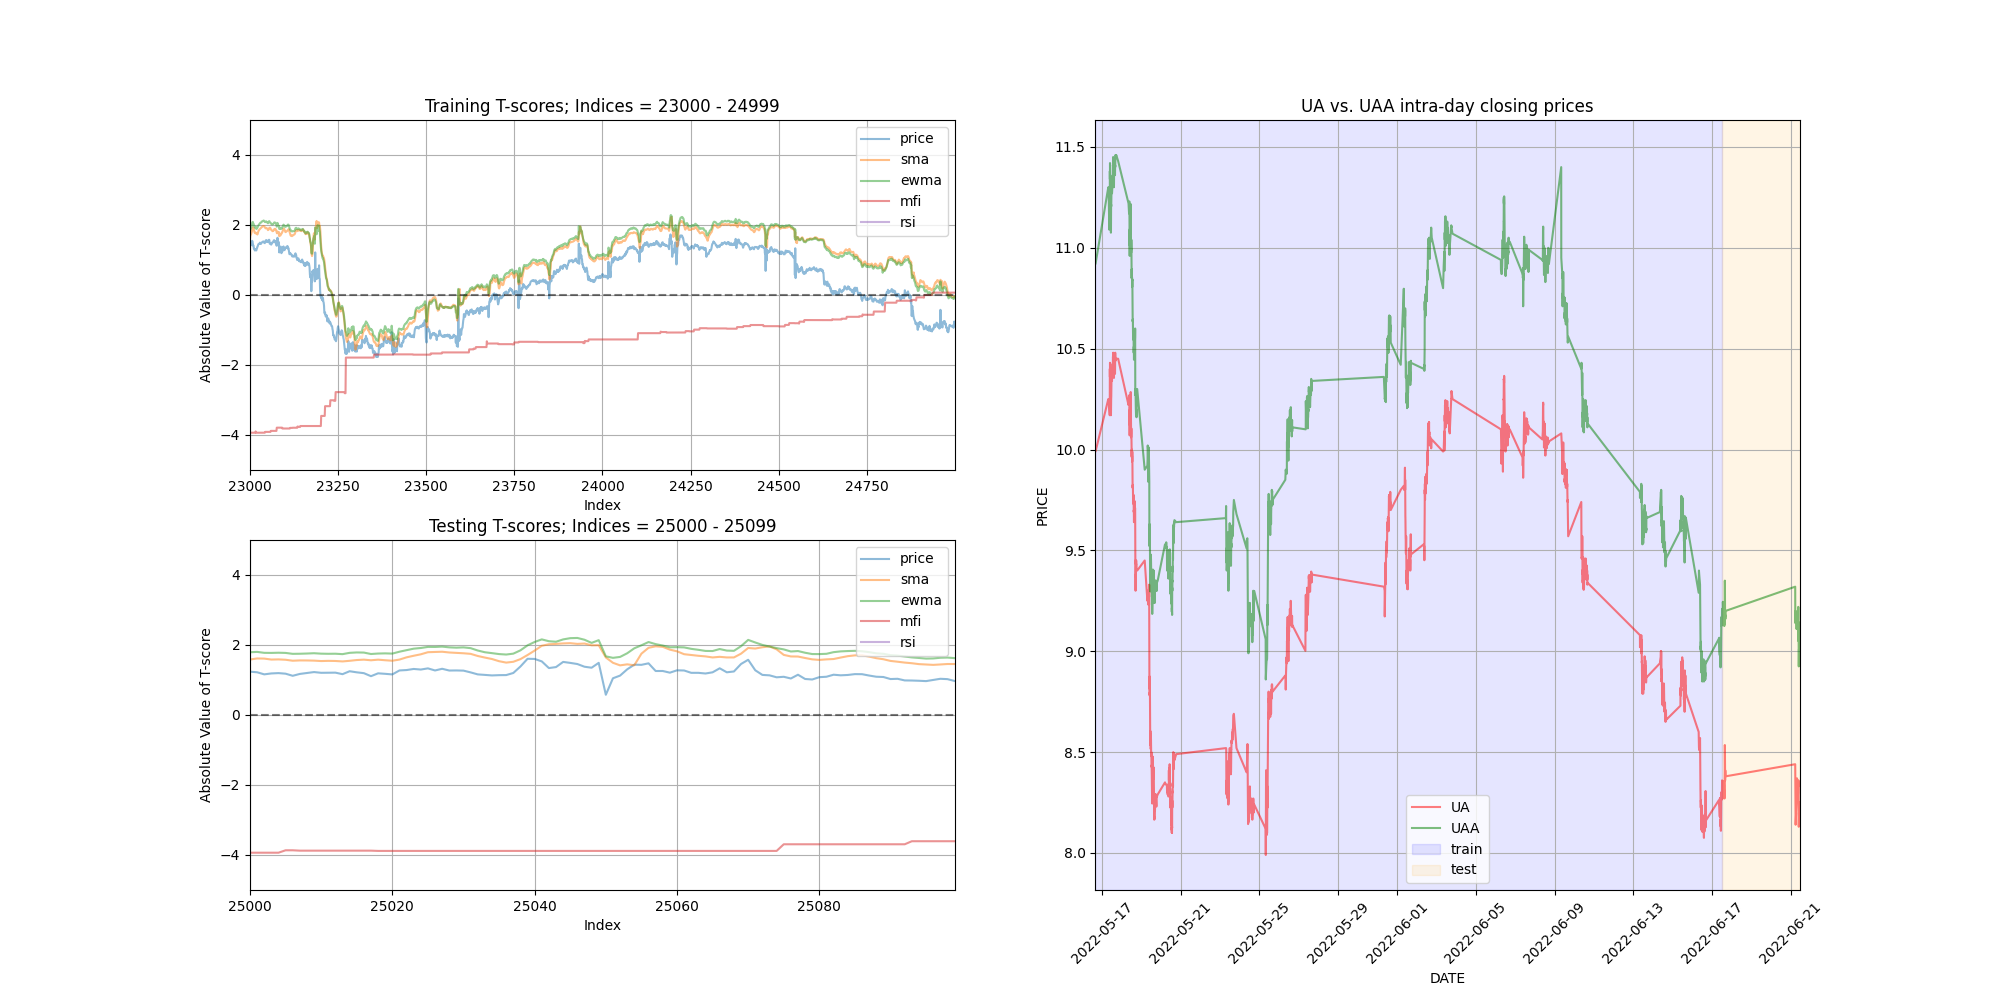 Training T-scores; Indices = 23000 - 24999
Absolute Value of T-score
4
2
0
−2
−4
price
sma
ewma
mfi
rsi
23000 23250 23500 23750 24000 24250 24500 24750
Index
Testing T-scores; Indices = 25000 - 25099
Absolute Value of T-score
4
2
0
−2
−4
price
sma
ewma
mfi
rsi
25000 25020 25040 25060 25080
Index
UA vs. UAA intra-day closing prices
PRICE
11.5
11.0
10.5
10.0
9.5
9.0
8.5
8.0
UA
UAA
train
test
2022-05-17 2022-05-21 2022-05-25 2022-05-29 2022-06-01 2022-06-05 2022-06-09 2022-06-13 2022-06-17 2022-06-21
DATE